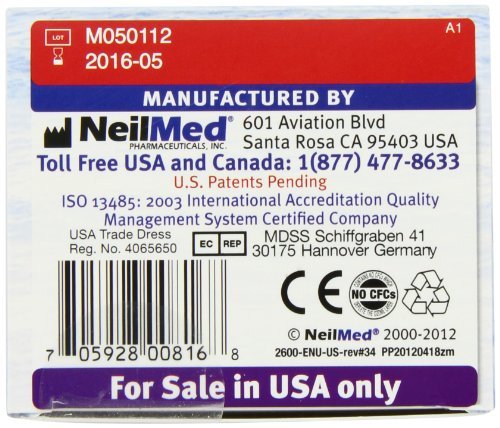 LOT M050112 A1
2016-05
MANUFACTURED BY
NeilMed®
PHARMACEUTICALS, INC.
601 Aviation Blvd
Santa Rosa CA 95403 USA
Toll Free USA and Canada: 1(877) 477-8633
U.S. Patents Pending
ISO 13485: 2003 International Accreditation Quality
Management System Certified Company
USA Trade Dress
Reg. No. 4065650
EC REP
MDSS Schiffgraben 41
30175 Hannover Germany
CE
NO CFCs
7 05928 00816 8
© NeilMed® 2000-2012
2600-ENU-US-rev#34 PP20120418zm
For Sale in USA only